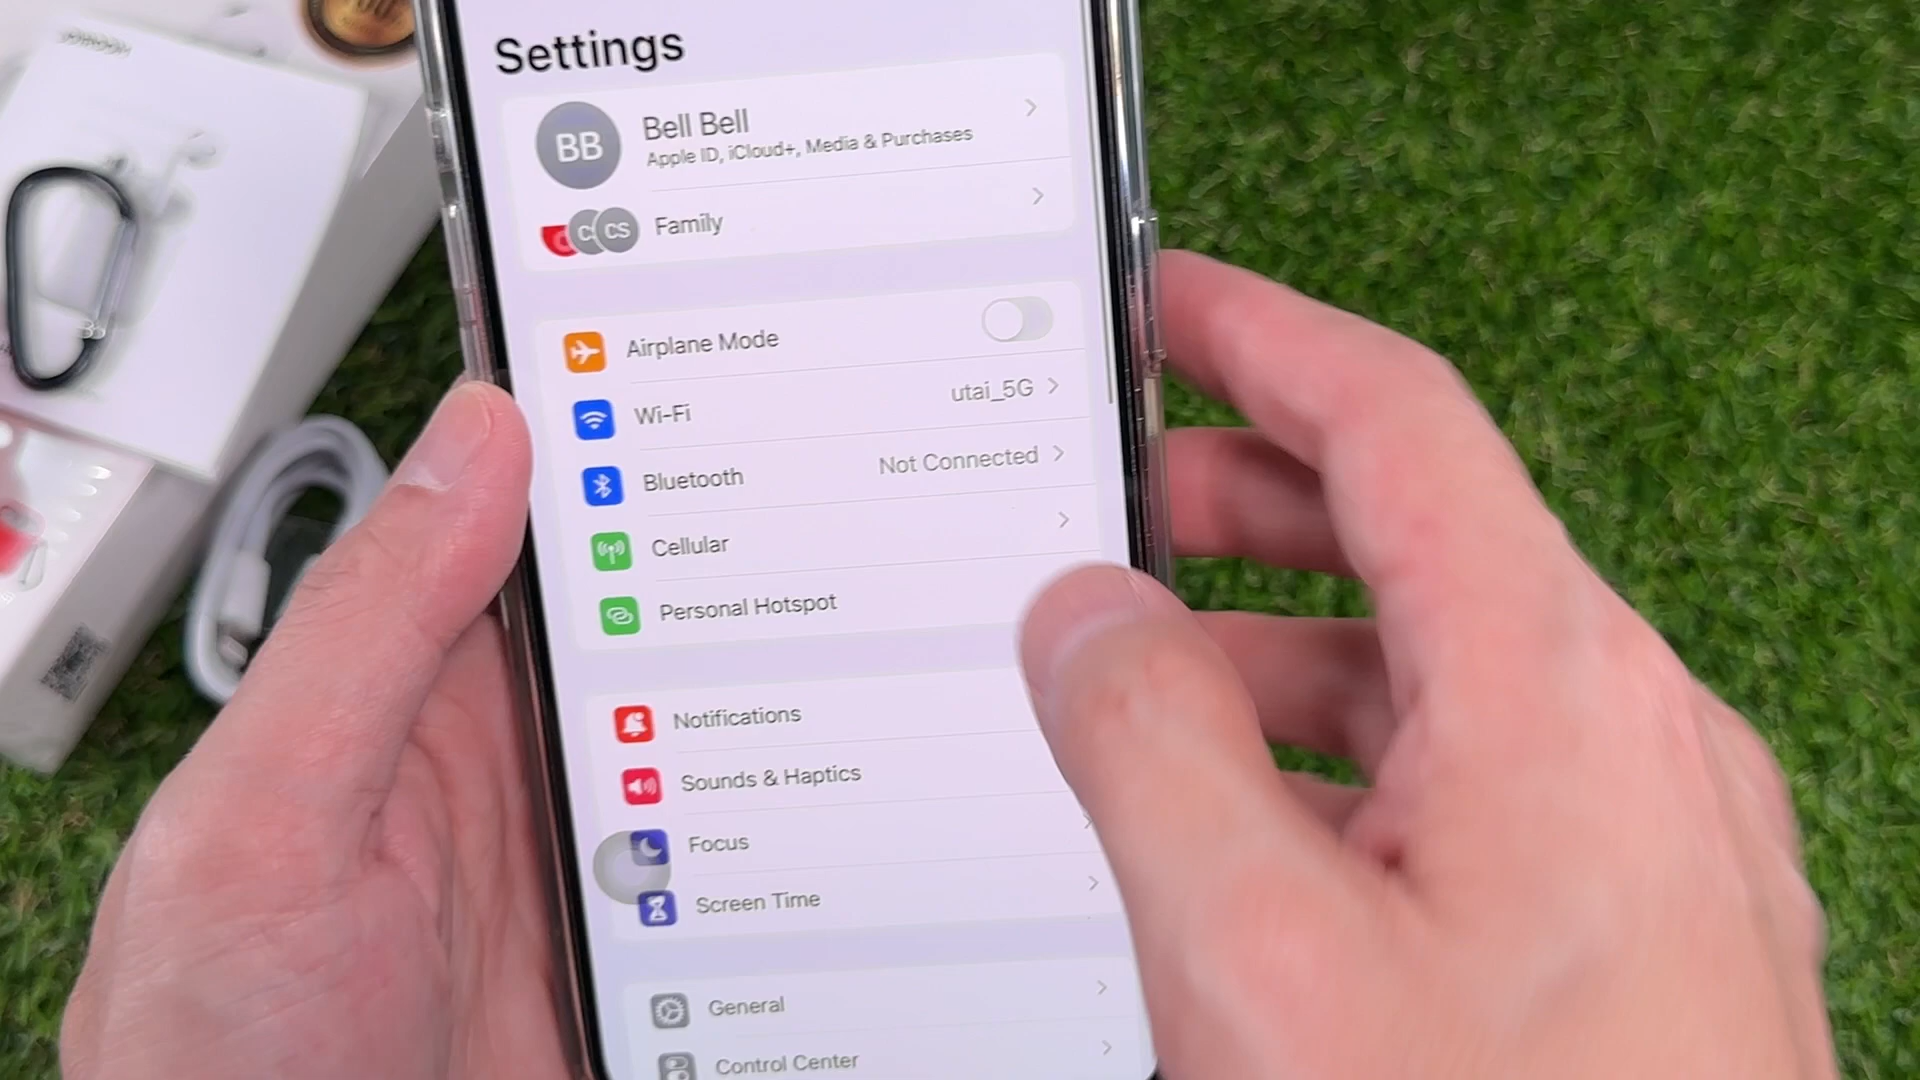 Settings
BB
Bell Bell
Apple ID, iCloud+, Media & Purchases
CS
Family
Airplane Mode
Wi-Fi
utai_5G
Bluetooth
Not Connected
Cellular
Personal Hotspot
Notifications
Sounds & Haptics
Focus
Screen Time
General
Control Center